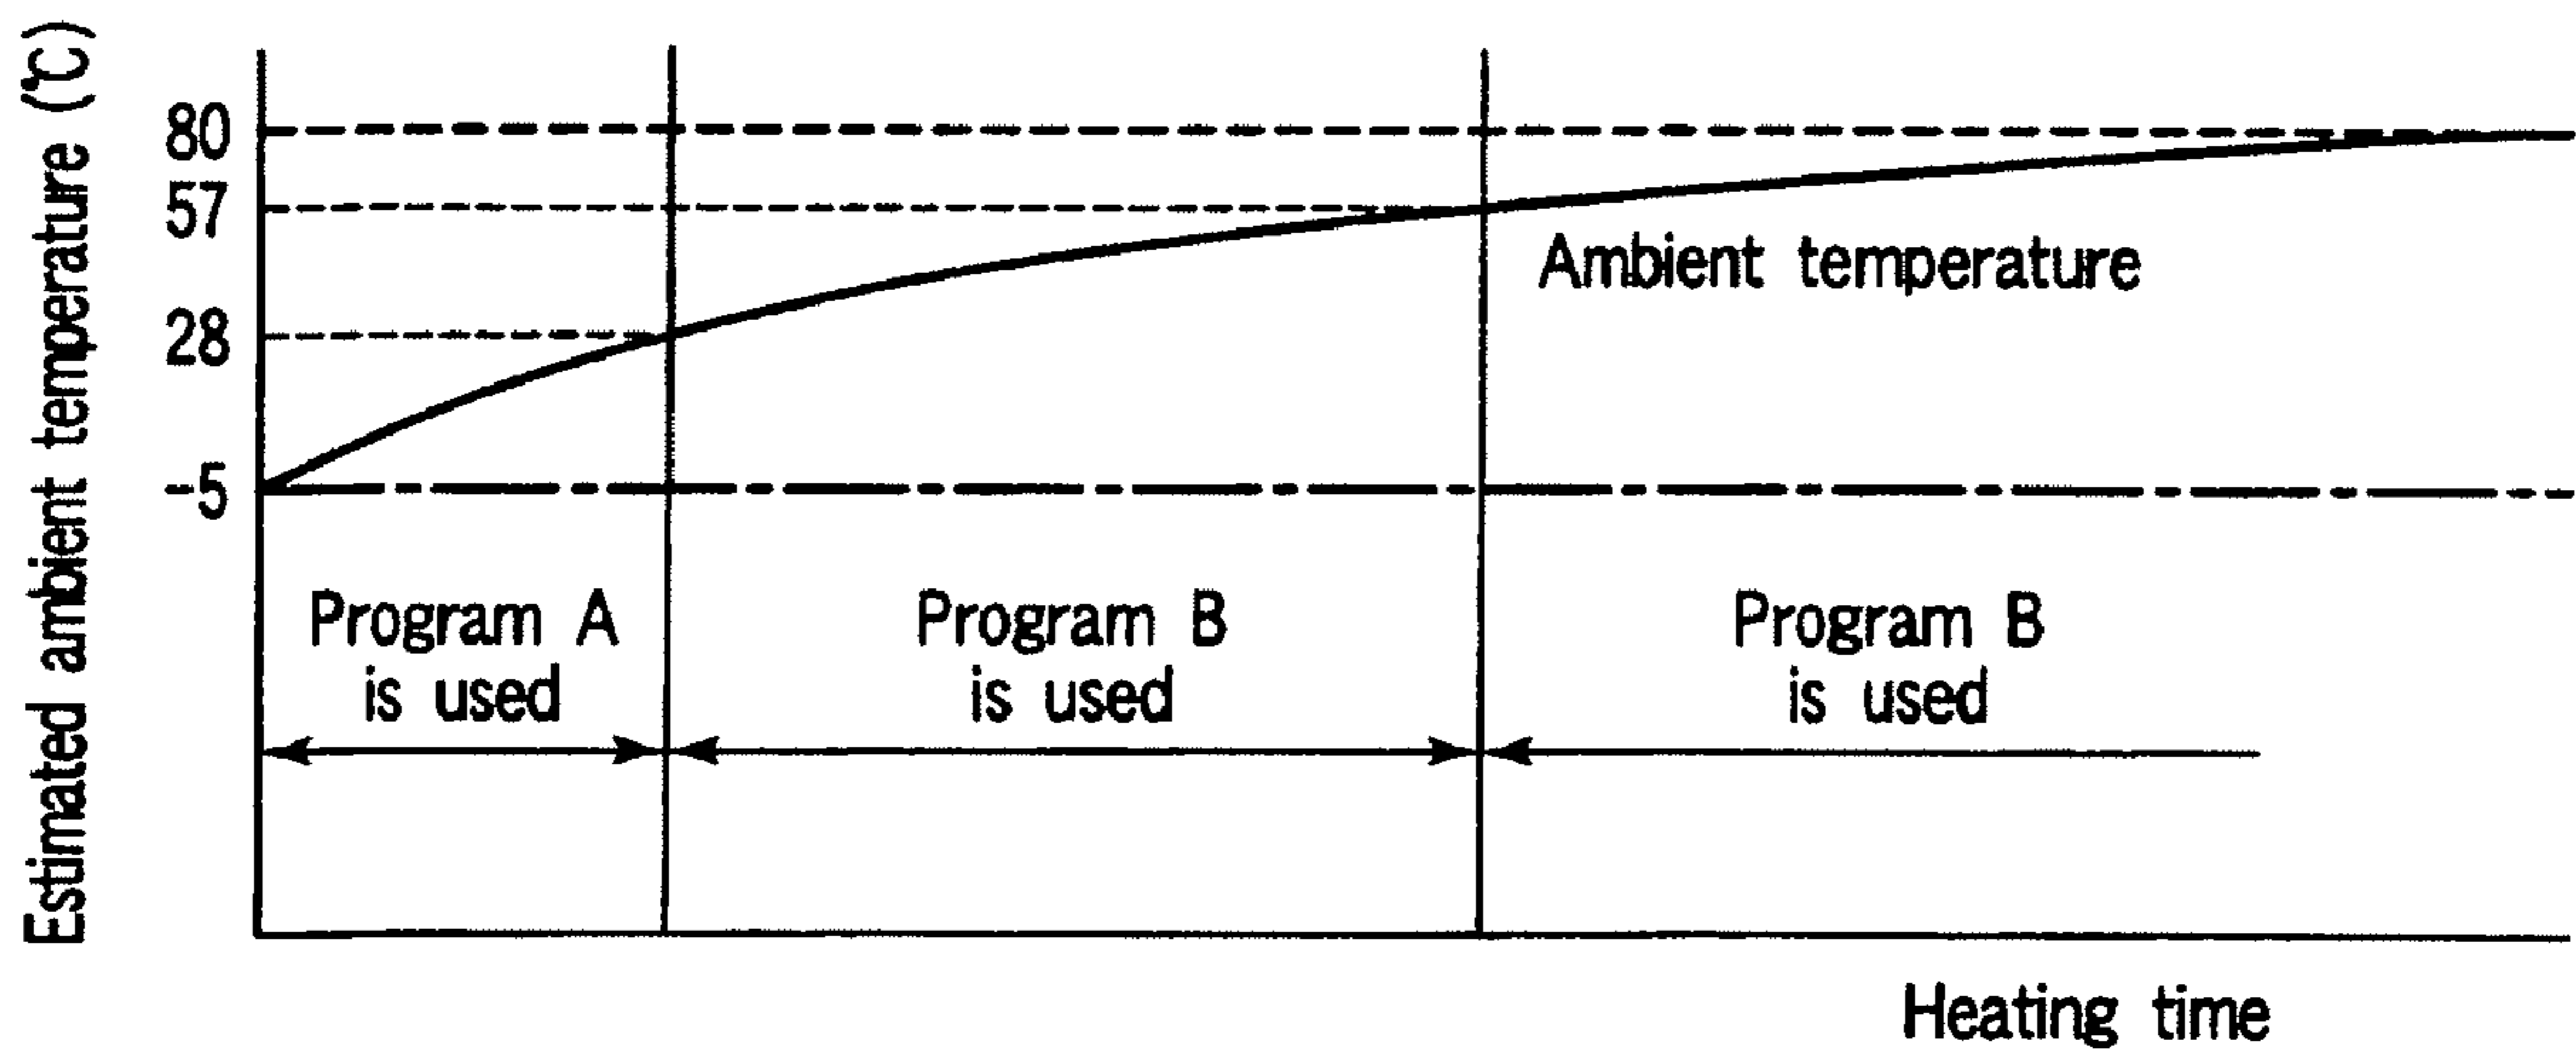 Estimated ambient temperature (℃)
80
57
28
-5
Ambient temperature
Program A
is used
Program B
is used
Program B
is used
Heating time